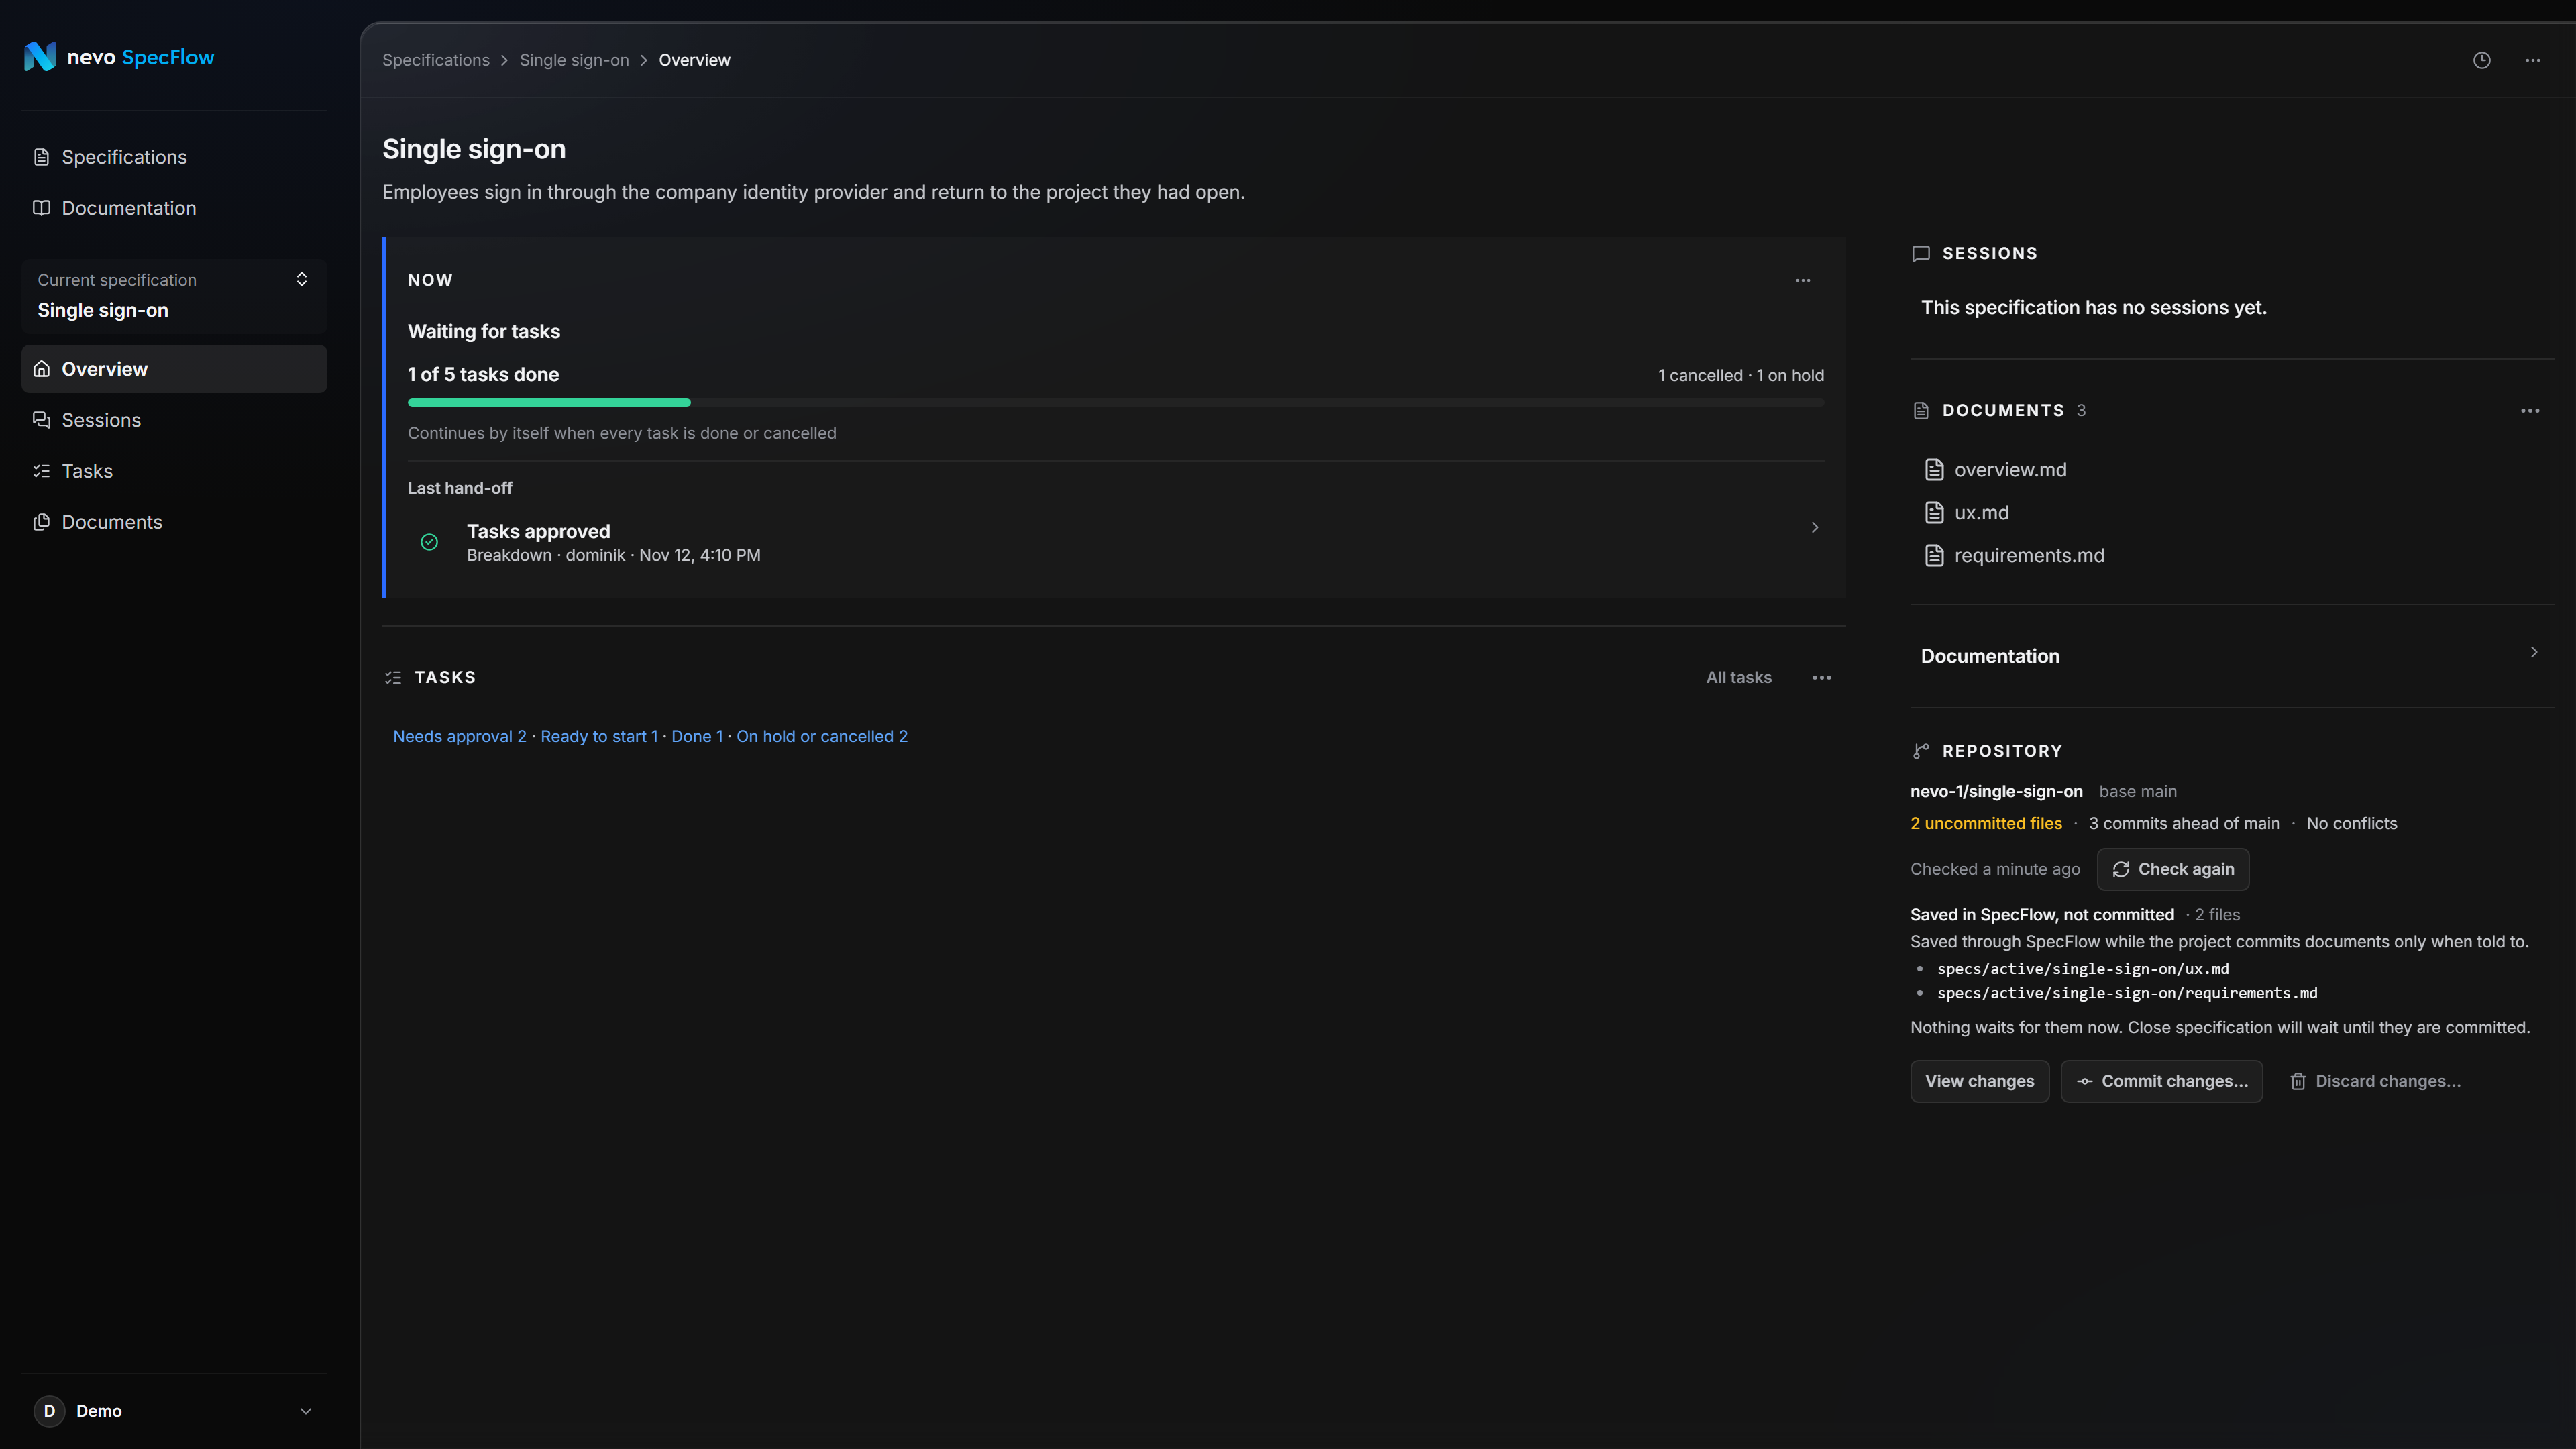 nevo SpecFlow
Specifications
Documentation
Current specification
Single sign-on
Overview
Sessions
Tasks
Documents
D Demo
Specifications > Single sign-on > Overview
Single sign-on
Employees sign in through the company identity provider and return to the project they had open.
NOW
Waiting for tasks
1 of 5 tasks done
1 cancelled · 1 on hold
Continues by itself when every task is done or cancelled
Last hand-off
Tasks approved
Breakdown · dominik · Nov 12, 4:10 PM
TASKS
All tasks
Needs approval 2 · Ready to start 1 · Done 1 · On hold or cancelled 2
SESSIONS
This specification has no sessions yet.
DOCUMENTS 3
overview.md
ux.md
requirements.md
Documentation
REPOSITORY
nevo-1/single-sign-on base main
2 uncommitted files · 3 commits ahead of main · No conflicts
Checked a minute ago Check again
Saved in SpecFlow, not committed · 2 files
Saved through SpecFlow while the project commits documents only when told to.
• specs/active/single-sign-on/ux.md
• specs/active/single-sign-on/requirements.md
Nothing waits for them now. Close specification will wait until they are committed.
View changes Commit changes... Discard changes...